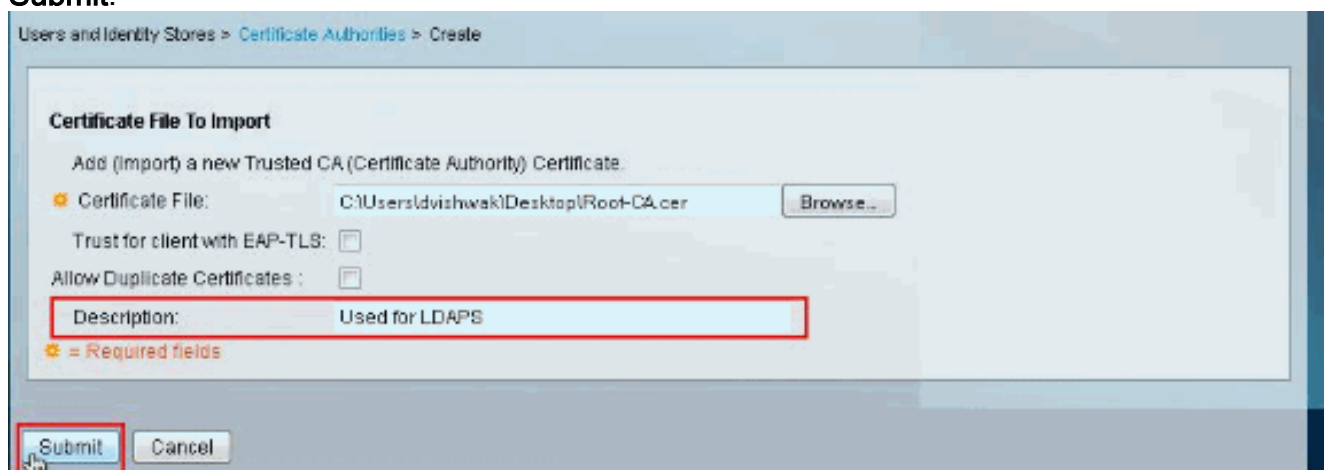 Submit.
Users and Identity Stores > Certificate Authorities > Create
Certificate File To Import
Add (Import) a new Trusted CA (Certificate Authority) Certificate.
Certificate File: C:\Users\dvishwak\Desktop\Root-CA.cer Browse...
Trust for client with EAP-TLS:
Allow Duplicate Certificates :
Description: Used for LDAPS
= Required fields
Submit Cancel